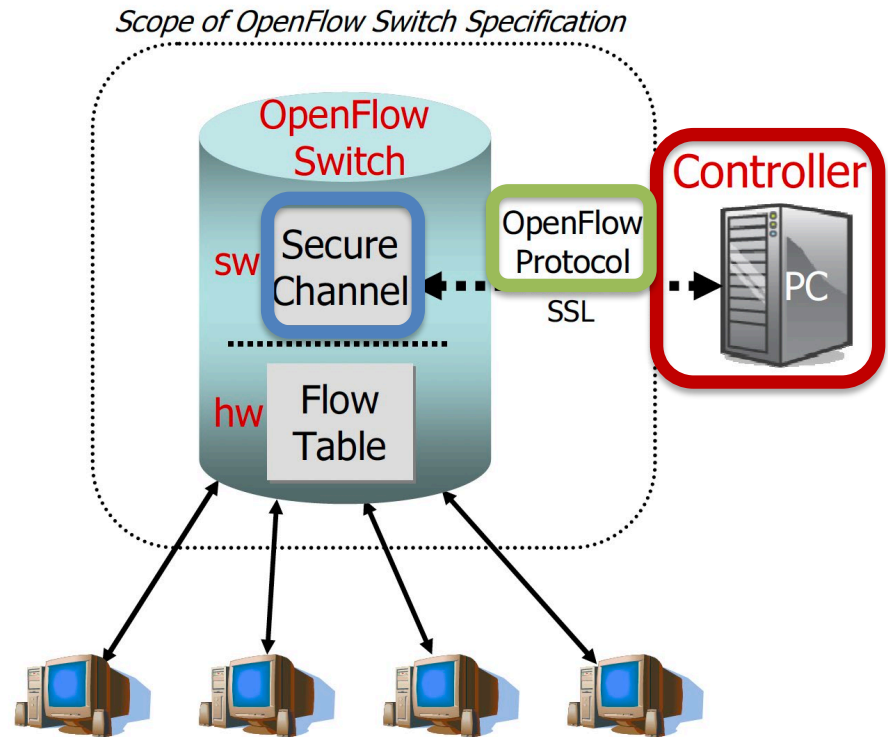 Scope of OpenFlow Switch Specification
OpenFlow
Switch
Controller
OpenFlow
Protocol
sw
Secure
Channel
PC
SSL
hw
Flow
Table